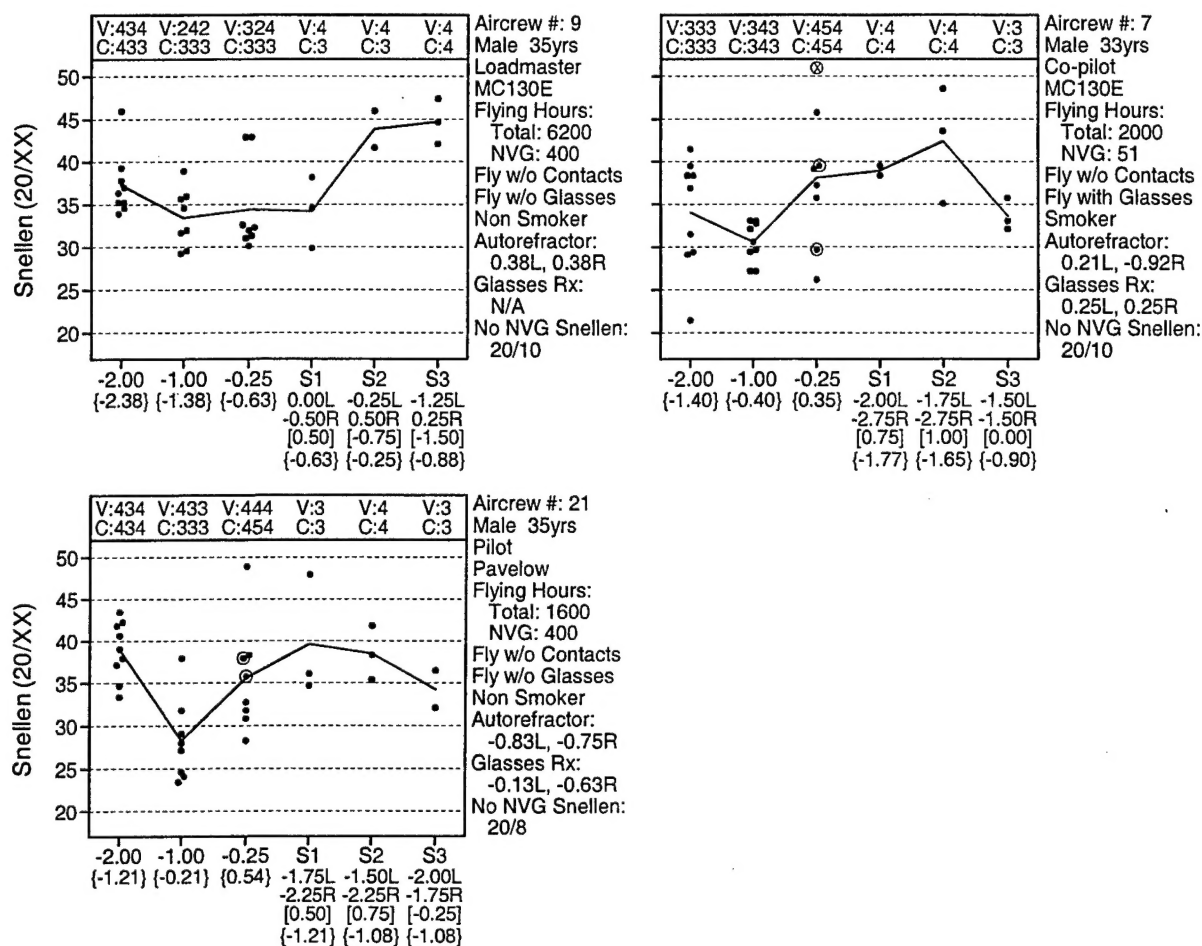 V:434 V:242 V:324 V:4 V:4 V:4
C:433 C:333 C:333 C:3 C:3 C:4
Aircrew #: 9
Male 35yrs
Loadmaster
MC130E
Flying Hours:
Total: 6200
NVG: 400
Fly w/o Contacts
Fly w/o Glasses
Non Smoker
Autorefractor:
0.38L, 0.38R
Glasses Rx:
N/A
No NVG Snellen:
20/10
Snellen (20/XX)
50
45
40
35
30
25
20
-2.00 -1.00 -0.25 S1 S2 S3
{-2.38} {-1.38} {-0.63} 0.00L -0.25L -1.25L
-0.50R 0.50R 0.25R
[0.50] [-0.75] [-1.50]
{-0.63} {-0.25} {-0.88}
V:333 V:343 V:454 V:4 V:4 V:3
C:333 C:343 C:454 C:4 C:4 C:3
Aircrew #: 7
Male 33yrs
Co-pilot
MC130E
Flying Hours:
Total: 2000
NVG: 51
Fly w/o Contacts
Fly with Glasses
Smoker
Autorefractor:
0.21L, -0.92R
Glasses Rx:
0.25L, 0.25R
No NVG Snellen:
20/10
-2.00 -1.00 -0.25 S1 S2 S3
{-1.40} {-0.40} {0.35} -2.00L -1.75L -1.50L
-2.75R -2.75R -1.50R
[0.75] [1.00] [0.00]
{-1.77} {-1.65} {-0.90}
V:434 V:433 V:444 V:3 V:4 V:3
C:434 C:333 C:454 C:3 C:4 C:3
Aircrew #: 21
Male 35yrs
Pilot
Pavelow
Flying Hours:
Total: 1600
NVG: 400
Fly w/o Contacts
Fly w/o Glasses
Non Smoker
Autorefractor:
-0.83L, -0.75R
Glasses Rx:
-0.13L, -0.63R
No NVG Snellen:
20/8
Snellen (20/XX)
50
45
40
35
30
25
20
-2.00 -1.00 -0.25 S1 S2 S3
{-1.21} {-0.21} {0.54} -1.75L -1.50L -2.00L
-2.25R -2.25R -1.75R
[0.50] [0.75] [-0.25]
{-1.21} {-1.08} {-1.08}